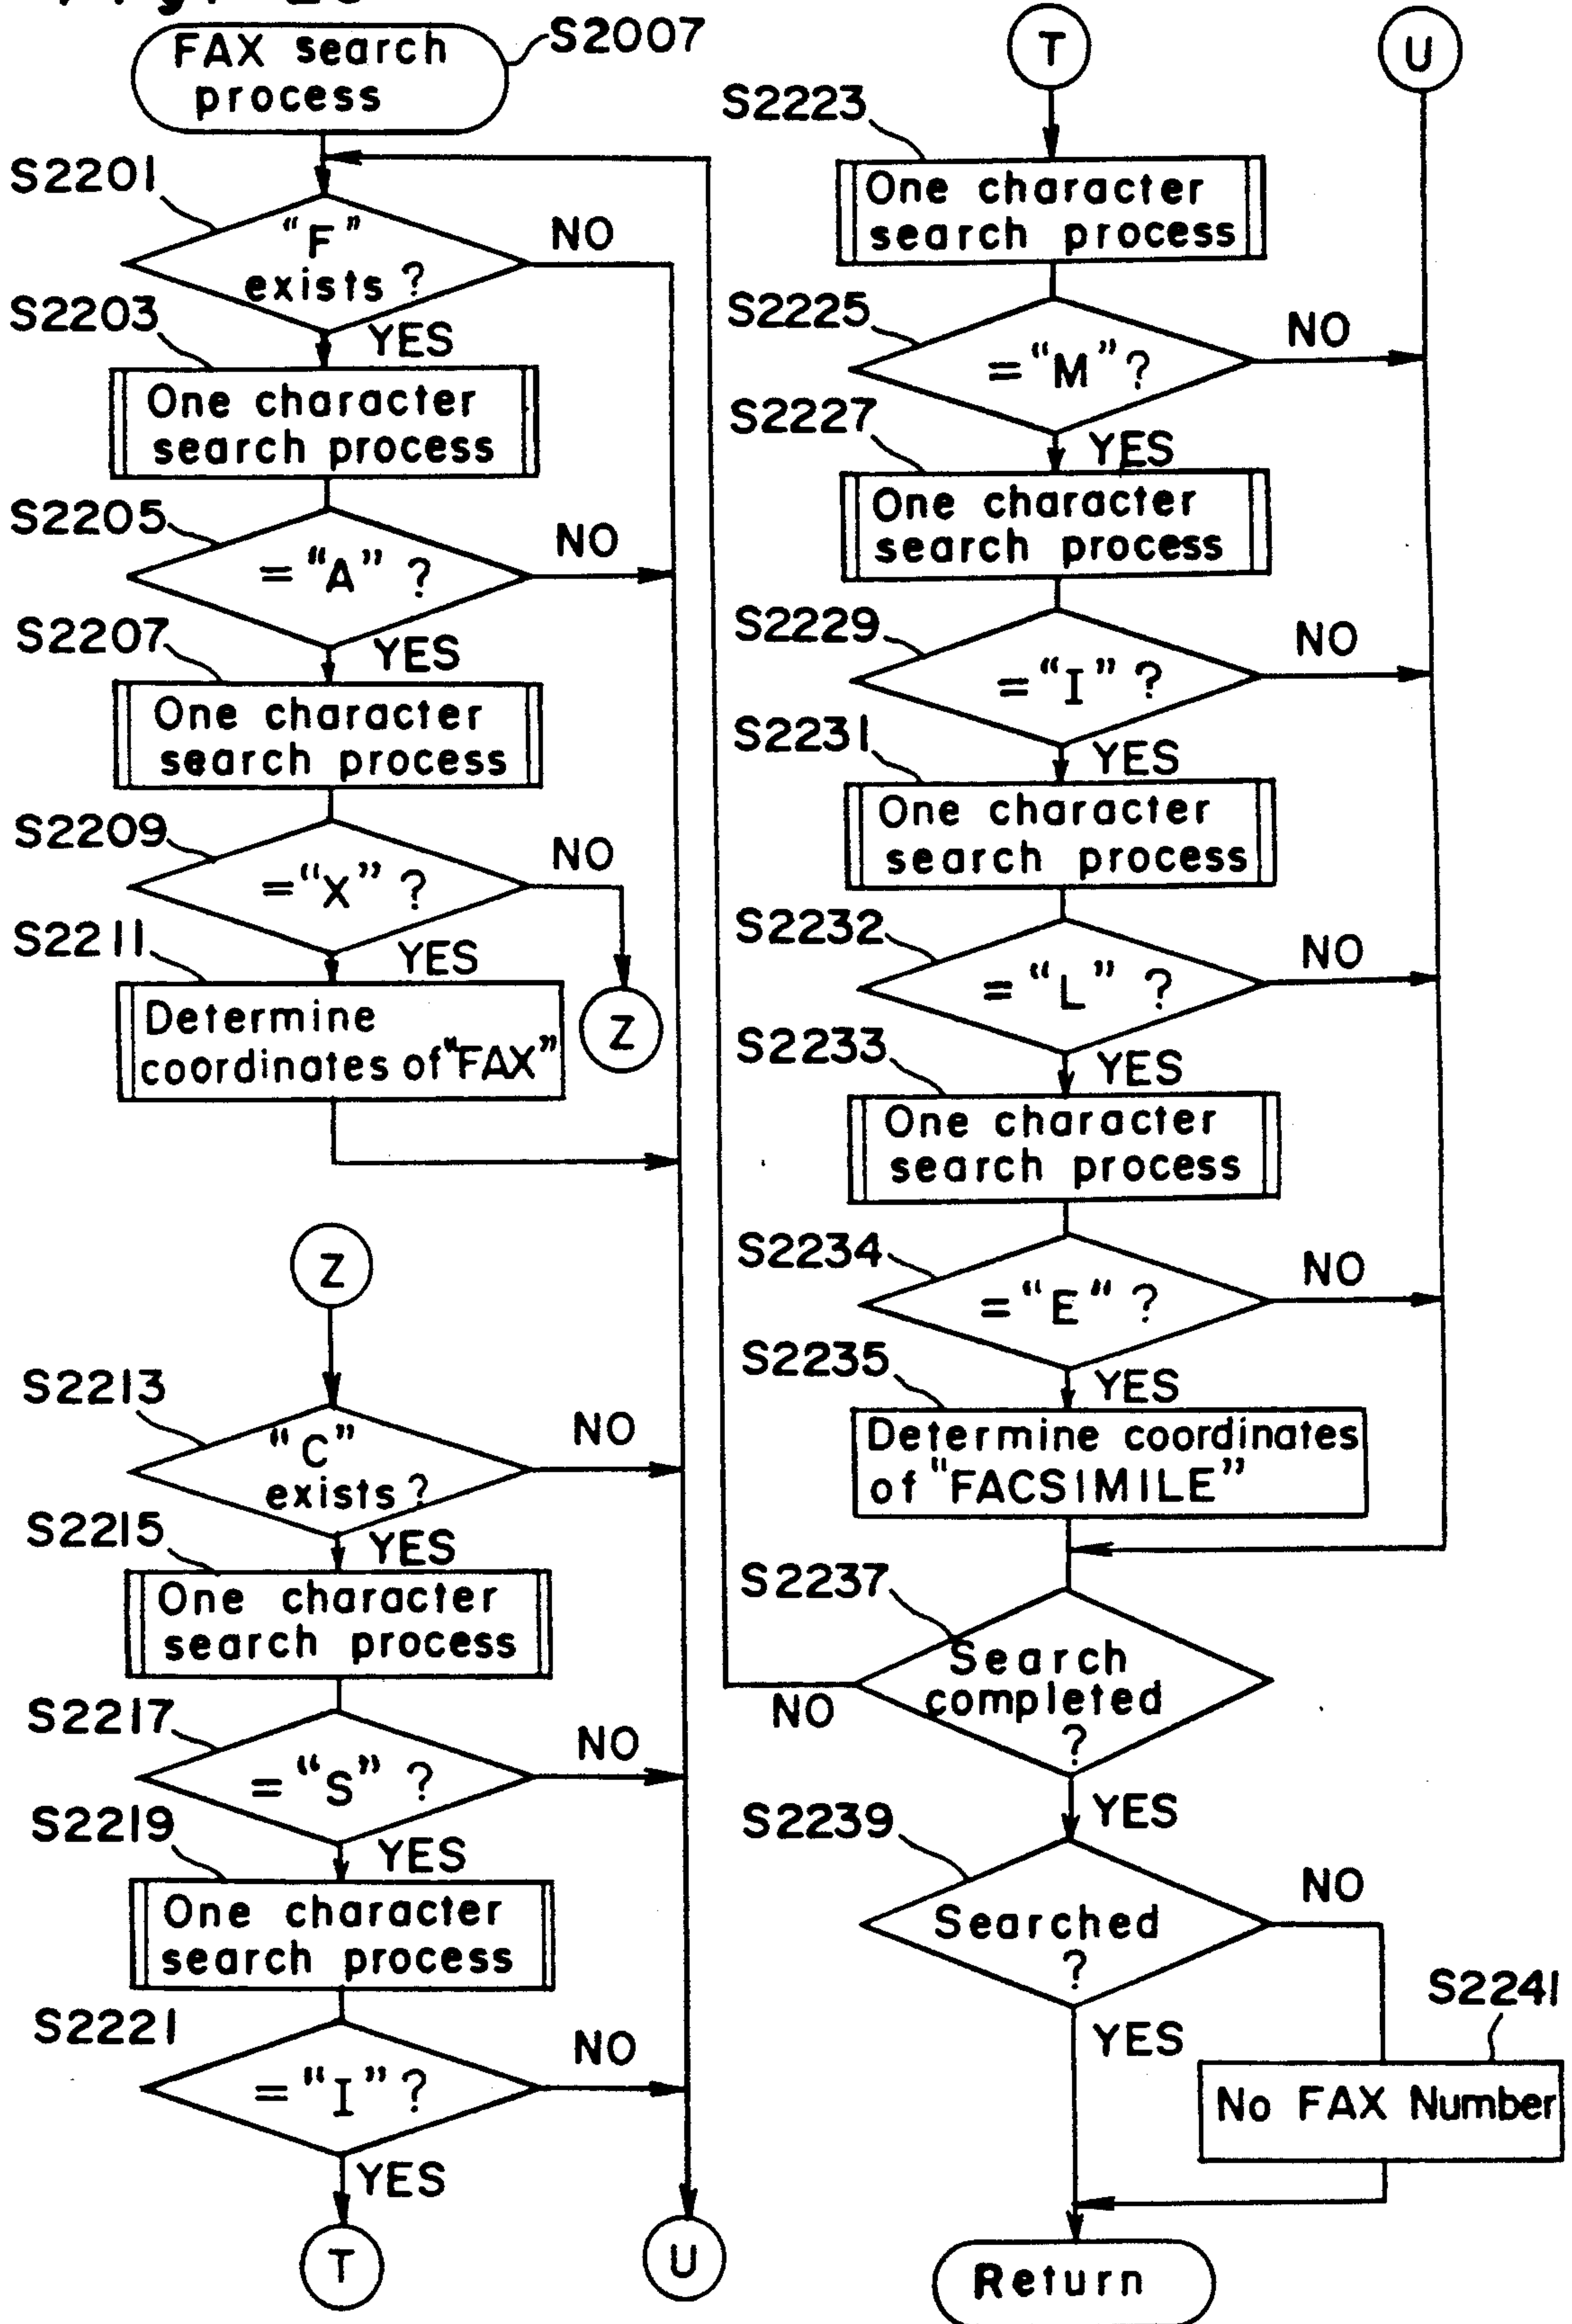 FAX search
process
S2007
S2201
"F"
exists ?
NO
YES
S2203
One character
search process
S2205
= "A" ?
NO
YES
S2207
One character
search process
S2209
= "X" ?
NO
YES
S2211
Determine
coordinates of "FAX"
Z
Z
S2213
"C"
exists ?
NO
YES
S2215
One character
search process
S2217
= "S" ?
NO
YES
S2219
One character
search process
S2221
= "I" ?
NO
YES
T
U
T
U
S2223
One character
search process
S2225
= "M" ?
NO
YES
S2227
One character
search process
S2229
= "I" ?
NO
YES
S2231
One character
search process
S2232
= "L" ?
NO
YES
S2233
One character
search process
S2234
= "E" ?
NO
YES
S2235
Determine coordinates
of "FACSIMILE"
S2237
Search
completed
?
NO
YES
S2239
Searched
?
NO
YES
S2241
No FAX Number
Return